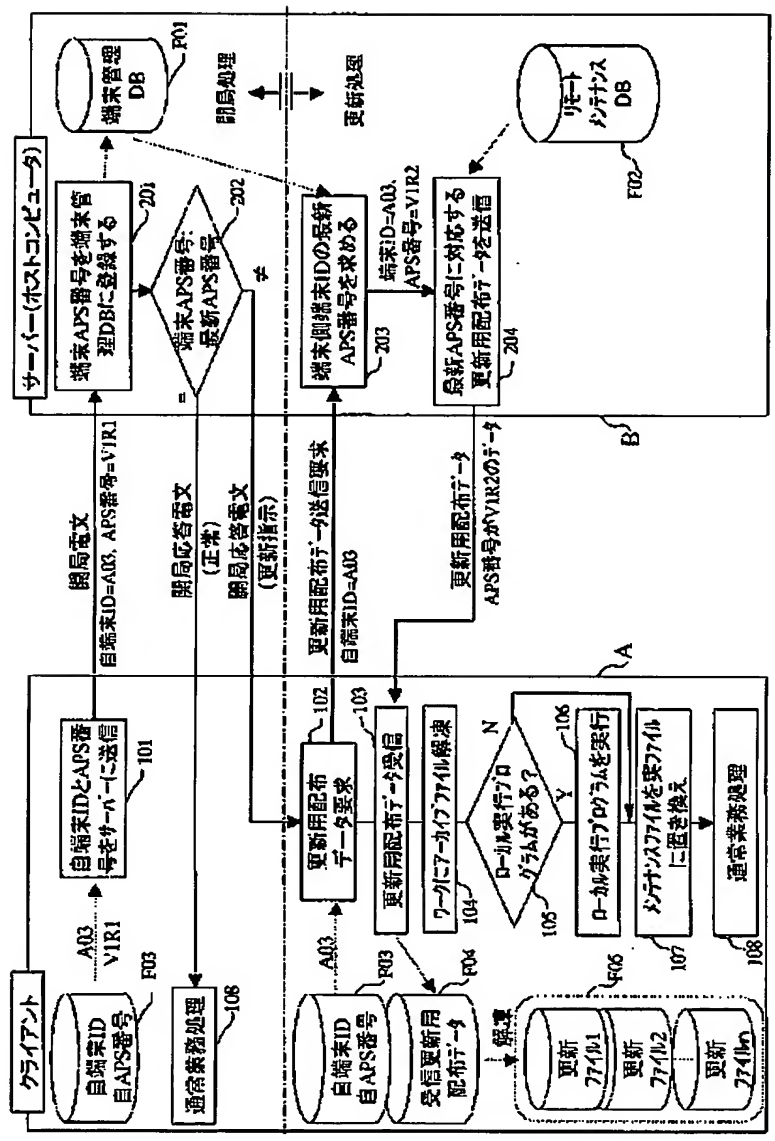 クライアント
自端末ID
自APS番号
F03
A03
V1R1
自端末IDとAPS番
号をサーバーに送信
101
通常業務処理
108
開局電文
自端末ID=A03, APS番号=V1R1
開局応答電文
(正常)
開局応答電文
(更新指示)
サーバー(ホストコンピュータ)
端末APS番号を端末管
理DBに登録する
201
端末管理
DB
F01
端末APS番号:
最新APS番号
202
=
≠
開局処理
更新処理
自端末ID
自APS番号
F03
A03
更新用配布
データ要求
102
更新用配布データ送信要求
自端末ID=A03
端末側端末IDの最新
APS番号を求める
203
端末ID=A03,
APS番号=V1R2
最新APS番号に対応する
更新用配布データを送信
204
リモート
メンテナンス
DB
F02
更新用配布データ
APS番号がV1R2のデータ
更新用配布データ受信
103
受信更新用
配布データ
F04
ワークにアーカイブファイル解凍
104
解凍
更新
ファイル1
更新
ファイル2
更新
ファイルn
F05
ローカル実行プロ
グラムがある?
105
N
Y
ローカル実行プログラムを実行
106
メンテナンスファイルを実ファイル
に置き換え
107
通常業務処理
108
A
B